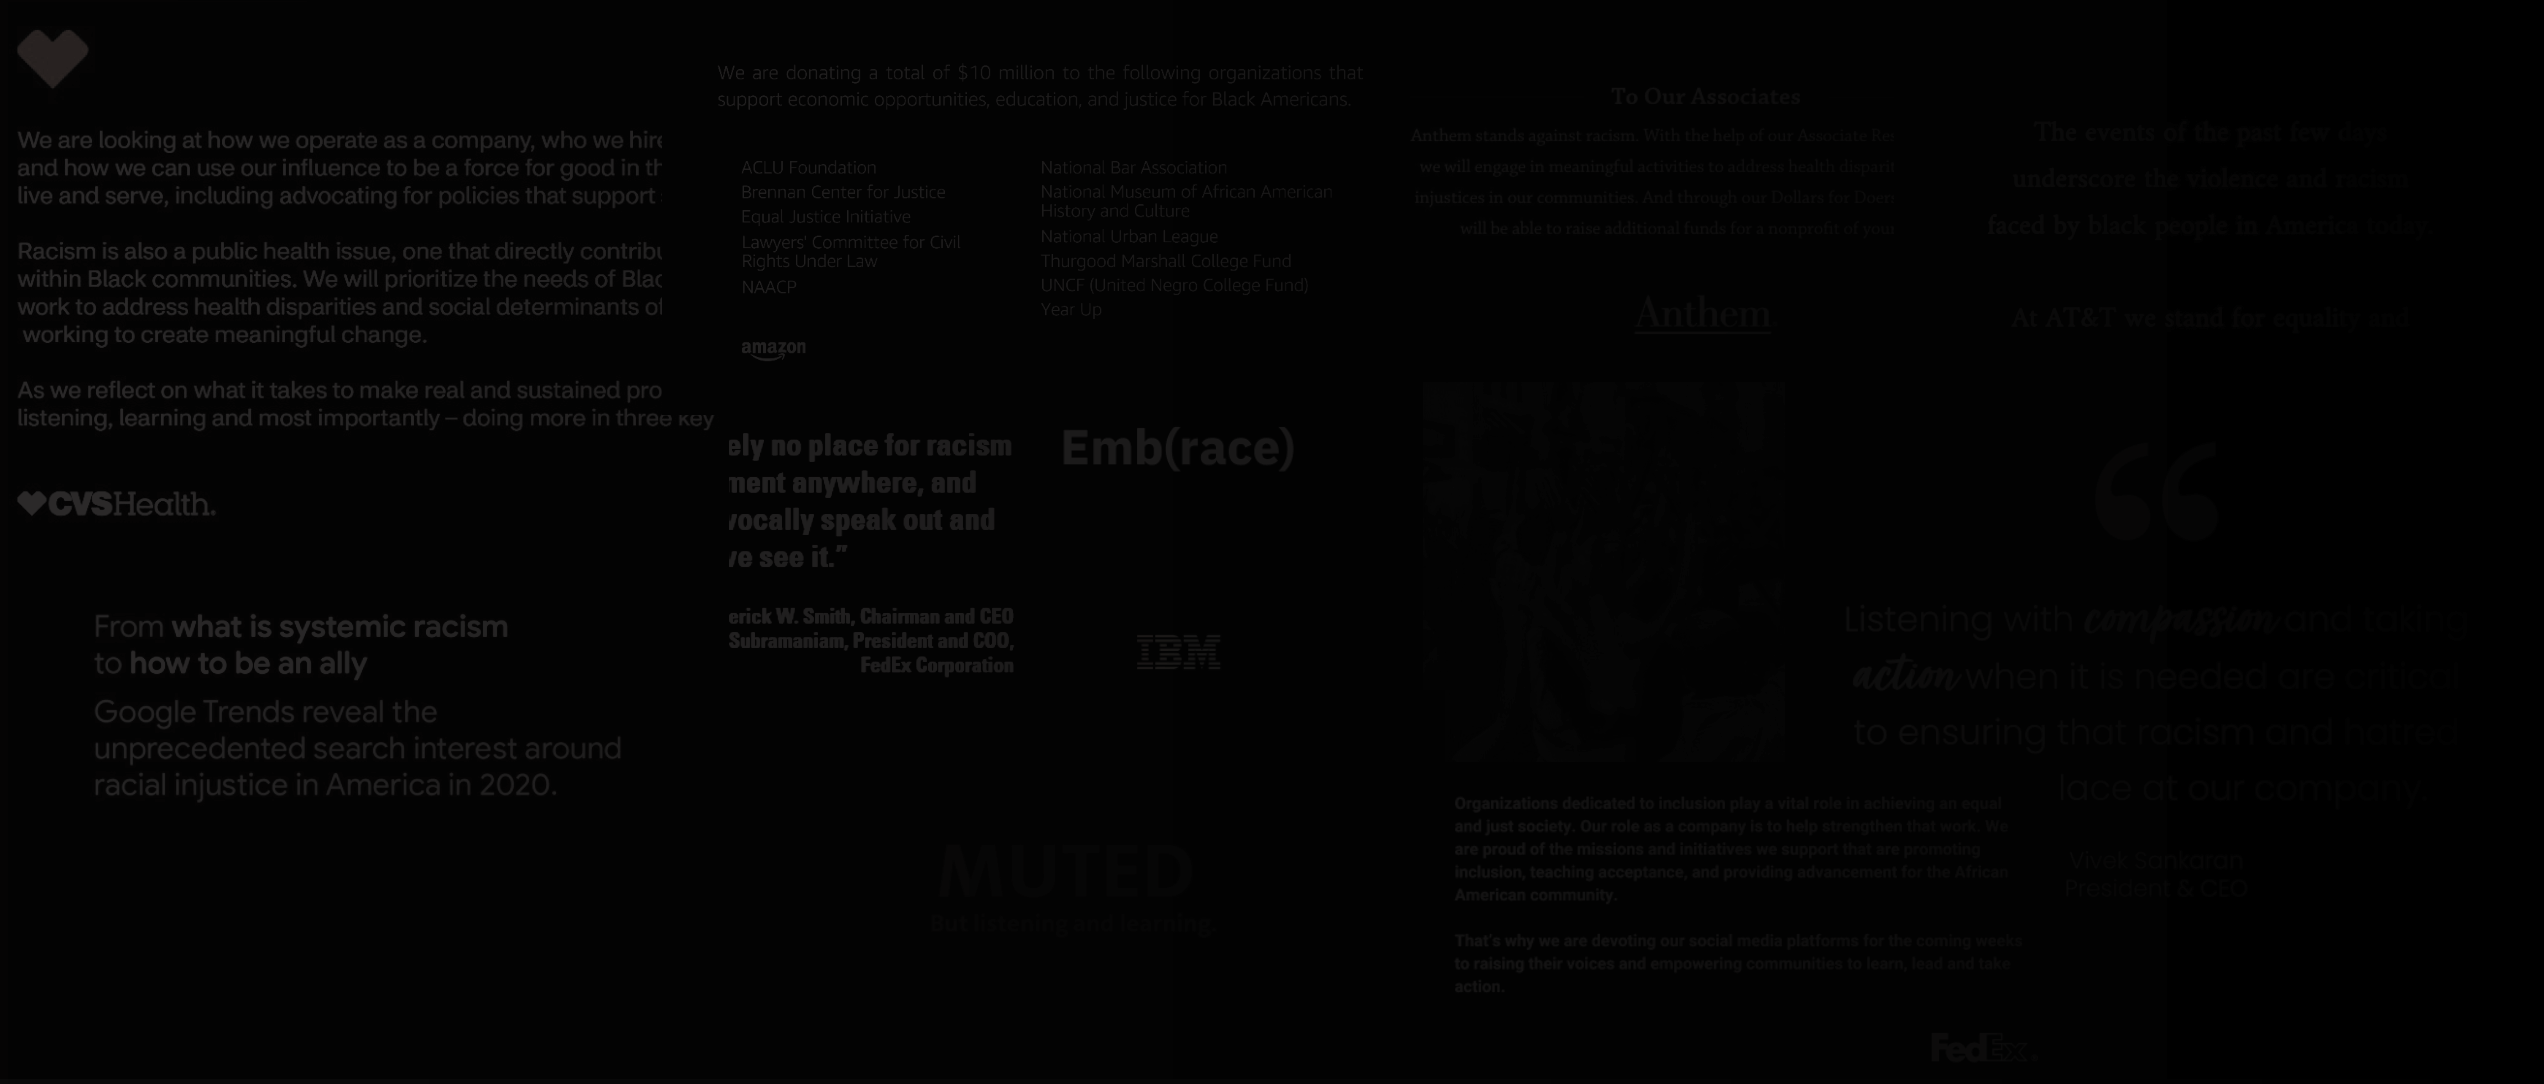 We are looking at how we operate as a company, who we hire
and how we can use our influence to be a force for good in th
live and serve, including advocating for policies that support
Racism is also a public health issue, one that directly contribu
within Black communities. We will prioritize the needs of Blac
work to address health disparities and social determinants of
working to create meaningful change.
As we reflect on what it takes to make real and sustained pro
listening, learning and most importantly – doing more in three key
CVSHealth.
From what is systemic racism
to how to be an ally
Google Trends reveal the
unprecedented search interest around
racial injustice in America in 2020.
We are donating a total of $10 million to the following organizations that
support economic opportunities, education, and justice for Black Americans.
ACLU Foundation
Brennan Center for Justice
Equal Justice Initiative
Lawyers' Committee for Civil
Rights Under Law
NAACP
National Bar Association
National Museum of African American
History and Culture
National Urban League
Thurgood Marshall College Fund
UNCF (United Negro College Fund)
Year Up
amazon
ely no place for racism
ment anywhere, and
vocally speak out and
ve see it.”
erick W. Smith, Chairman and CEO
Subramaniam, President and COO,
FedEx Corporation
Emb(race)
IBM
MUTED
But listening and learning.
To Our Associates
Anthem stands against racism. With the help of our Associate Re
we will engage in meaningful activities to address health disparit
injustices in our communities. And through our Dollars for Doer
will be able to raise additional funds for a nonprofit of your
Anthem
Organizations dedicated to inclusion play a vital role in achieving an equal
and just society. Our role as a company is to help strengthen that work. We
are proud of the missions and initiatives we support that are promoting
inclusion, teaching acceptance, and providing advancement for the African
American community.
That's why we are devoting our social media platforms for the coming weeks
to raising their voices and empowering communities to learn, lead and take
action.
FedEx
The events of the past few days
underscore the violence and racism
faced by black people in America today.
At AT&T we stand for equality and
“
Listening with compassion and taking
action when it is needed are critical
to ensuring that racism and hatred
lace at our company.
Vivek Sankaran
President & CEO